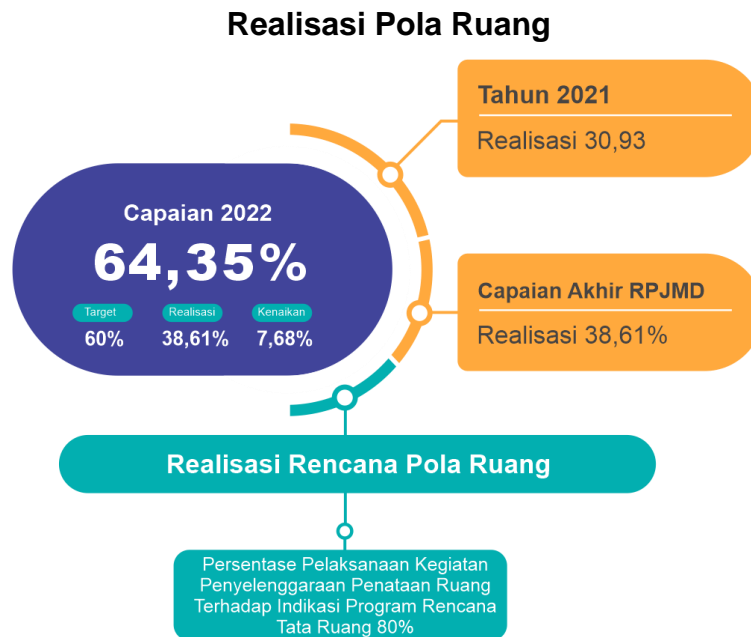 Realisasi Pola Ruang
Tahun 2021
Realisasi 30,93
Capaian 2022
64,35%
Target Realisasi Kenaikan
60% 38,61% 7,68%
Capaian Akhir RPJMD
Realisasi 38,61%
Realisasi Rencana Pola Ruang
Persentase Pelaksanaan Kegiatan
Penyelenggaraan Penataan Ruang
Terhadap Indikasi Program Rencana
Tata Ruang 80%